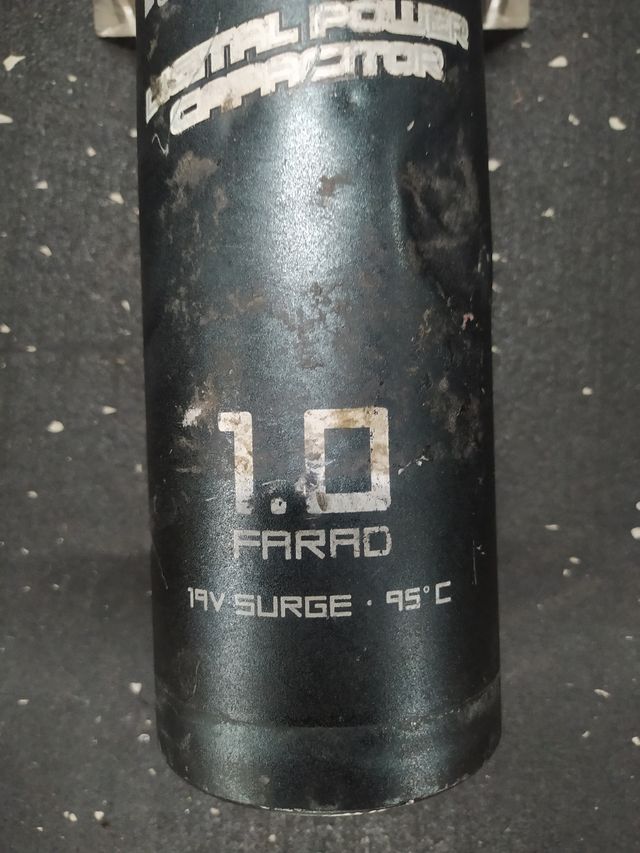 DIGITAL POWER
CAPACITOR
1.0
FARAD
19V SURGE · 95°C